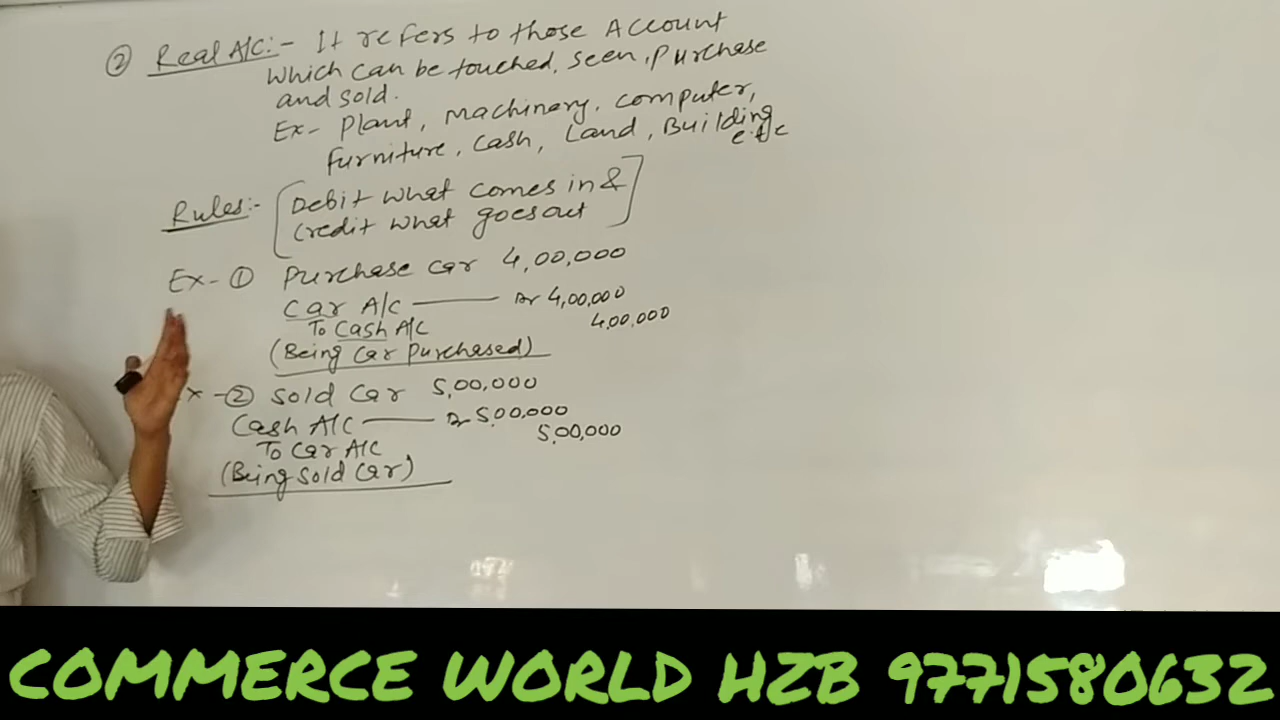 ② Real A/C:- It refers to those Account
which can be touched, seen, purchase
and sold.
Ex- Plant, Machinery, computer,
furniture, cash, Land, Building
etc
Rules:- [Debit what comes in &
credit what goes out]
Ex- ① Purchase car 4,00,000
Car A/C ——— Dr 4,00,000
To Cash A/C 4,00,000
(Being Car purchased)
x - ② Sold Car 5,00,000
Cash A/C ——— Dr 5,00,000
To Car A/C 5,00,000
(Being sold Car)
COMMERCE WORLD HZB 9771580632